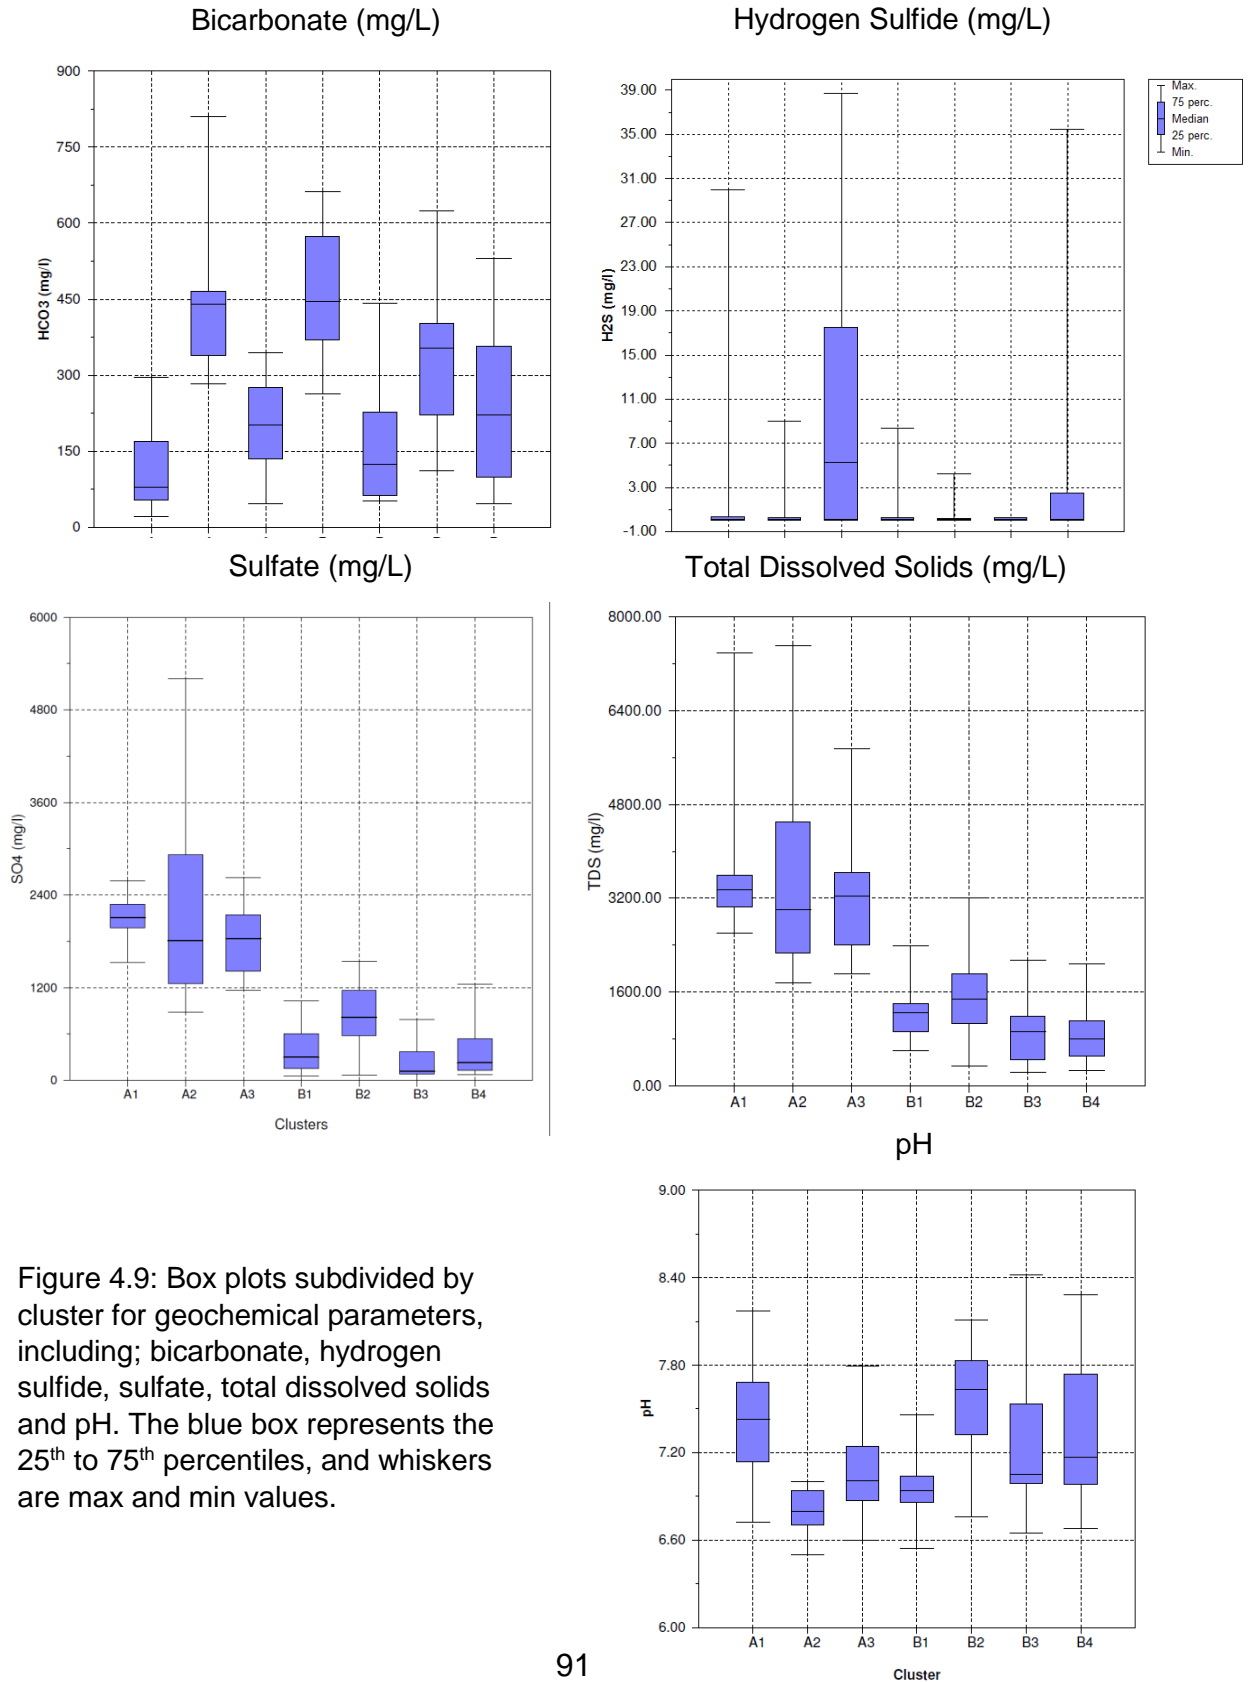 Bicarbonate (mg/L)
Hydrogen Sulfide (mg/L)
900
750
600
450
300
150
0
HCO3 (mg/l)
39.00
35.00
31.00
27.00
23.00
19.00
15.00
11.00
7.00
3.00
-1.00
H2S (mg/l)
Max.
75 perc.
Median
25 perc.
Min.
Sulfate (mg/L)
Total Dissolved Solids (mg/L)
6000
4800
3600
2400
1200
0
SO4 (mg/l)
A1 A2 A3 B1 B2 B3 B4
Clusters
8000.00
6400.00
4800.00
3200.00
1600.00
0.00
TDS (mg/l)
A1 A2 A3 B1 B2 B3 B4
pH
9.00
8.40
7.80
7.20
6.60
6.00
pH
A1 A2 A3 B1 B2 B3 B4
Cluster
Figure 4.9: Box plots subdivided by
cluster for geochemical parameters,
including; bicarbonate, hydrogen
sulfide, sulfate, total dissolved solids
and pH. The blue box represents the
25th to 75th percentiles, and whiskers
are max and min values.
91